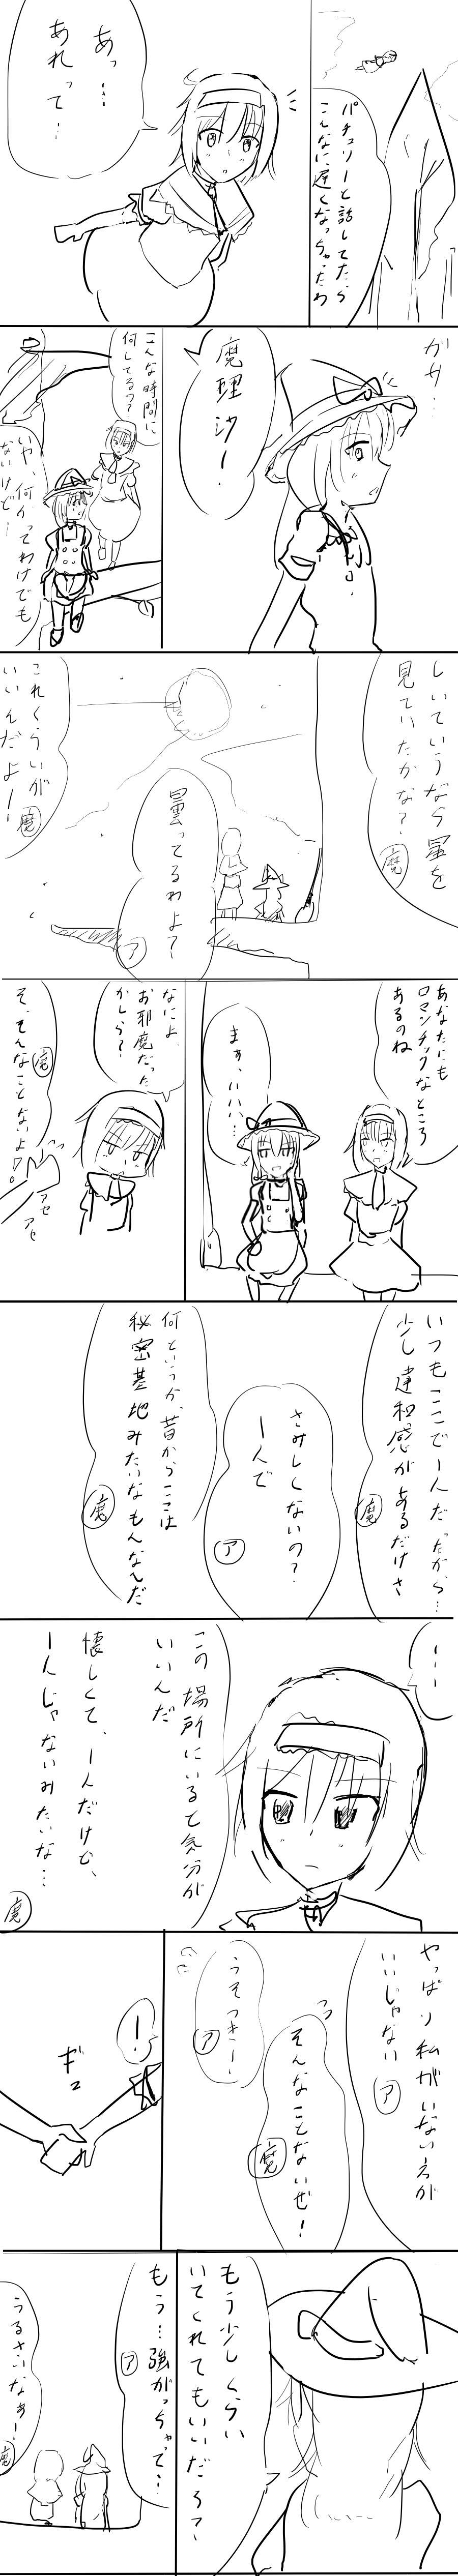 パチュリーと話してたら
こんなに遅くなっちゃったわ
あっ…
あれって…
ガサ…
魔理沙ー.
こんな時間に
何してるの?
いや、何かってわけでも
ないけど…
しいていうなら星を
見ていたかな?
魔
曇ってるわよ?
ア
これくらいが
いいんだよー!
魔
あなたにも
ロマンチックなところ
あるのね
まぁ、ハハハ…
なによ
お邪魔だった
かしら?
そ、そんなことないよ!
魔
アセ
アセ
いつもここで一人だったから…
少し違和感があるだけさ
魔
さみしくないの?
一人で
ア
何というか、昔からここは
秘密基地みたいなもんなんだ
魔
…
この場所にいると気分が
いいんだ
懐しくて、一人だけど、
一人じゃないみたいな…
魔
やっぱり私がいないほうが
いいじゃない
ア
そんなことないぜ!
魔
うそつきー!
ア
!
ギュ
もう少しくらい
いてくれてもいいだろ?
もう…強がっちゃって…
ア
うるさいなぁー!
魔